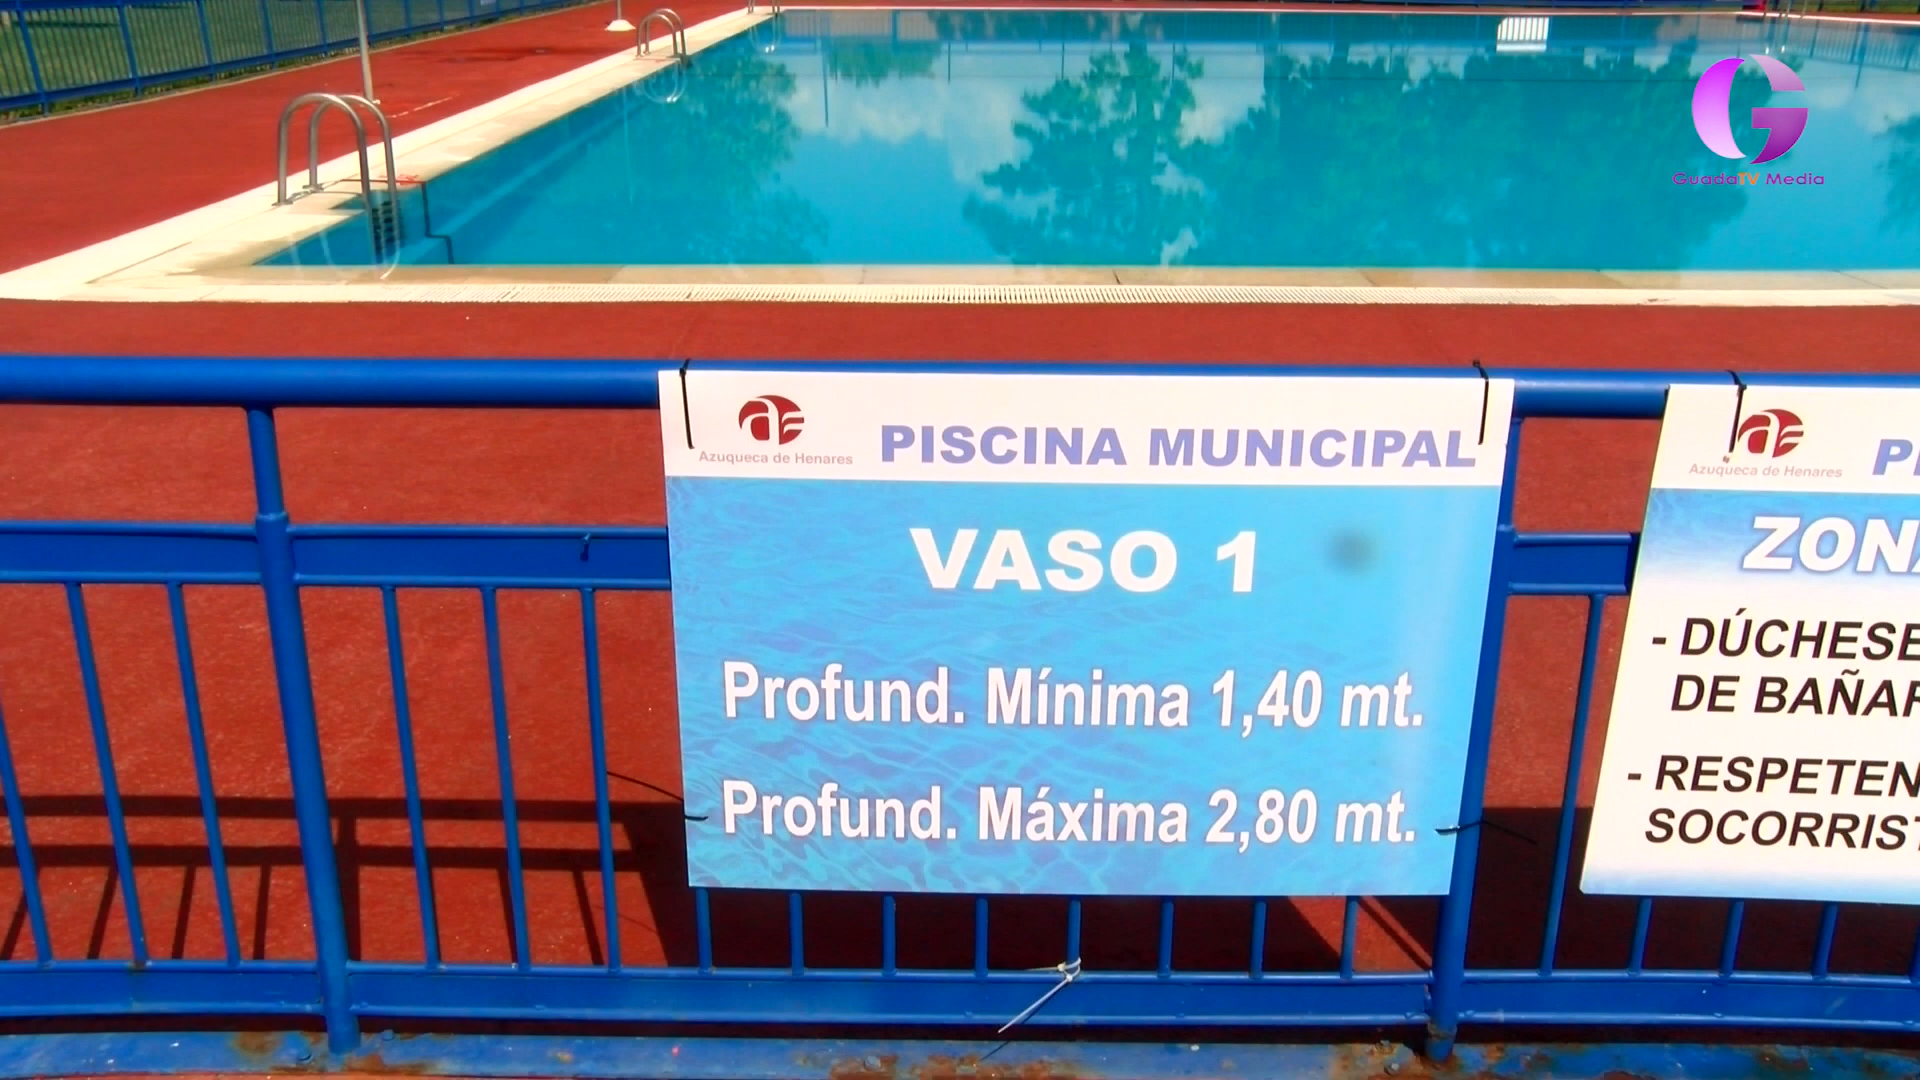 GuadaTV Media
Azuqueca de Henares
PISCINA MUNICIPAL
VASO 1
Profund. Mínima 1,40 mt.
Profund. Máxima 2,80 mt.
Azuqueca de Henares
- DÚCHESE
DE BAÑAR
- RESPETEN